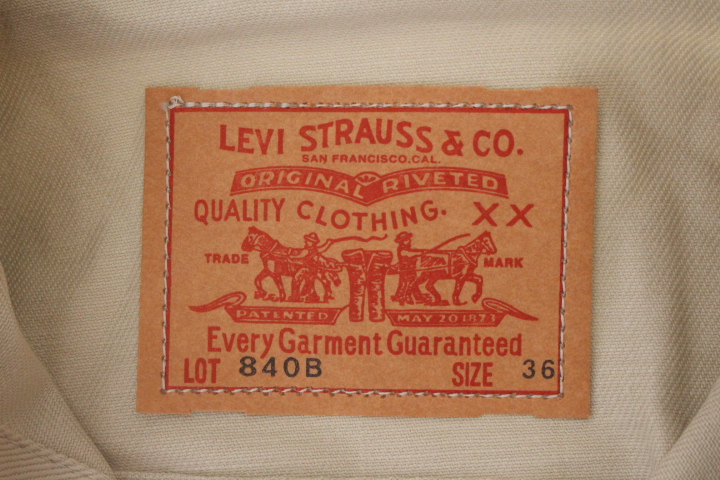 LEVI STRAUSS & CO.
SAN FRANCISCO, CAL.
ORIGINAL RIVETED
QUALITY CLOTHING. XX
TRADE MARK
PATENTED MAY 20 1873
Every Garment Guaranteed
LOT 840B SIZE 36